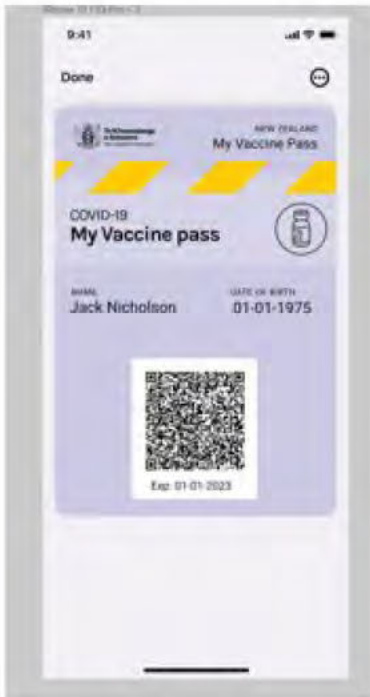 9:41
Done
NEW ZEALAND
My Vaccine Pass
COVID-19
My Vaccine pass
NAME
DATE OF BIRTH
Jack Nicholson
01-01-1975
Exp: 01-01-2023